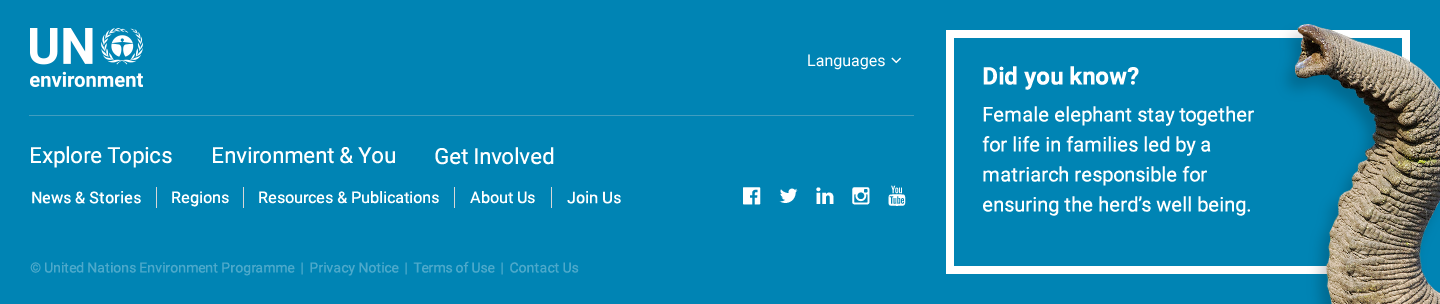 UN
environment
Languages
Explore Topics
Environment & You
Get Involved
News & Stories
Regions
Resources & Publications
About Us
Join Us
You
Tube
© United Nations Environment Programme | Privacy Notice | Terms of Use | Contact Us
Did you know?
Female elephant stay together
for life in families led by a
matriarch responsible for
ensuring the herd’s well being.